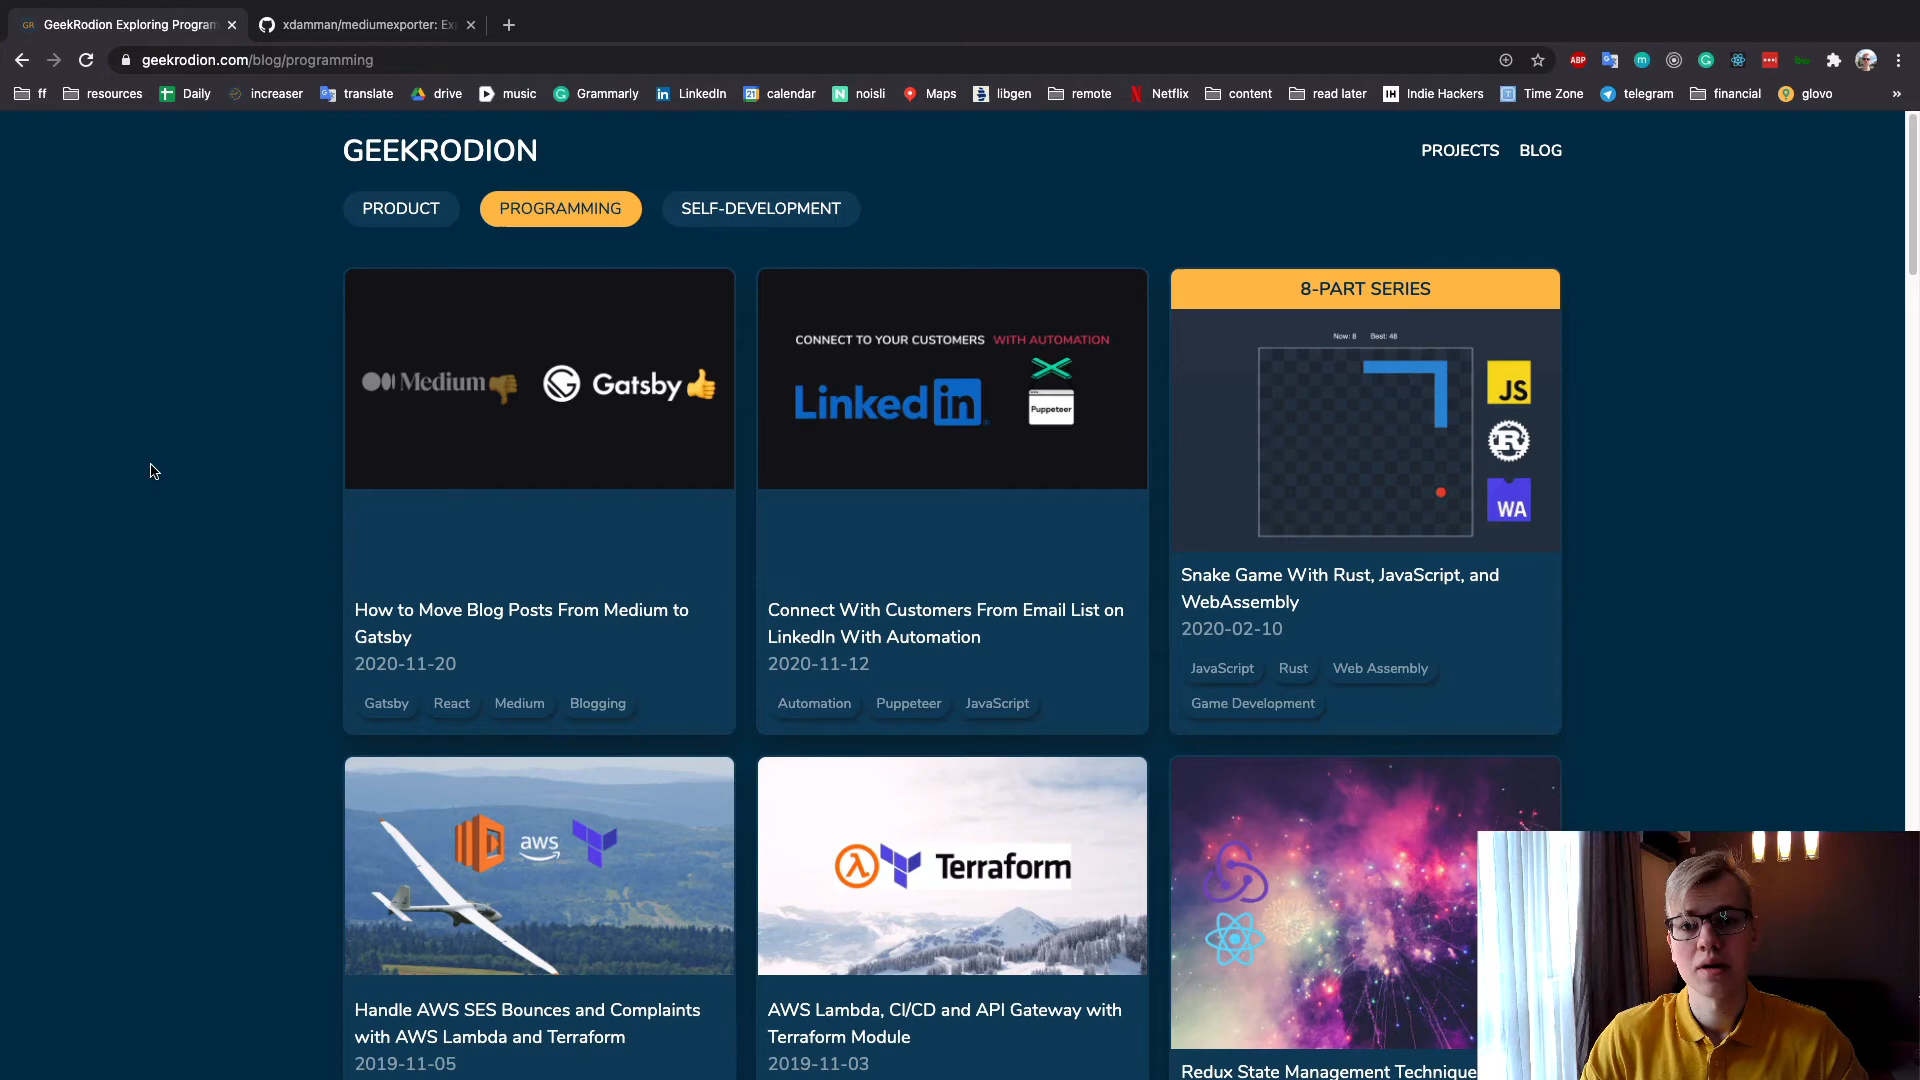 GR GeekRodion Exploring Program
xdamman/mediumexporter: Ex
geekrodion.com/blog/programming
ABP
ff resources Daily increaser translate drive music Grammarly LinkedIn calendar noisli Maps libgen remote Netflix content read later Indie Hackers Time Zone telegram financial glovo »
GEEKRODION
PROJECTS BLOG
PRODUCT PROGRAMMING SELF-DEVELOPMENT
Medium Gatsby
How to Move Blog Posts From Medium to
Gatsby
2020-11-20
Gatsby React Medium Blogging
CONNECT TO YOUR CUSTOMERS WITH AUTOMATION
Linked in
Puppeteer
Connect With Customers From Email List on
LinkedIn With Automation
2020-11-12
Automation Puppeteer JavaScript
8-PART SERIES
Now: 8 Best: 48
JS
R
WA
Snake Game With Rust, JavaScript, and
WebAssembly
2020-02-10
JavaScript Rust Web Assembly
Game Development
aws
Handle AWS SES Bounces and Complaints
with AWS Lambda and Terraform
2019-11-05
Terraform
AWS Lambda, CI/CD and API Gateway with
Terraform Module
2019-11-03
Redux State Management Technique